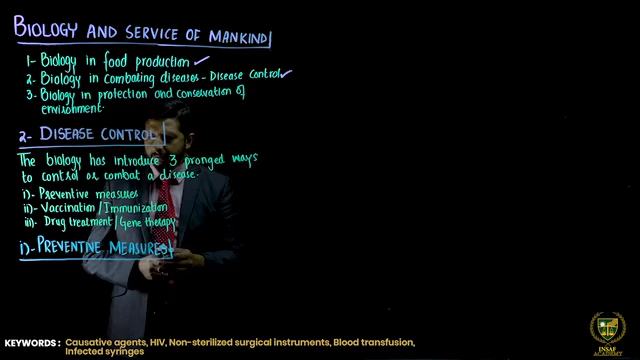 BIOLOGY AND SERVICE OF MANKIND
1- Biology in food production ✓
2- Biology in Combating diseases - Disease Control ✓
3- Biology in protection and conservation of
environment.
2- DISEASE CONTROL
The biology has introduce 3 pronged ways
to control or combat a disease.
i)- Preventive measures
ii)- Vaccination / Immunization
iii)- Drug treatment / Gene therapy
i)- PREVENTIVE MEASURES
KEYWORDS : Causative agents, HIV, Non-sterilized surgical instruments, Blood transfusion,
Infected syringes
INSAF
ACADEMY